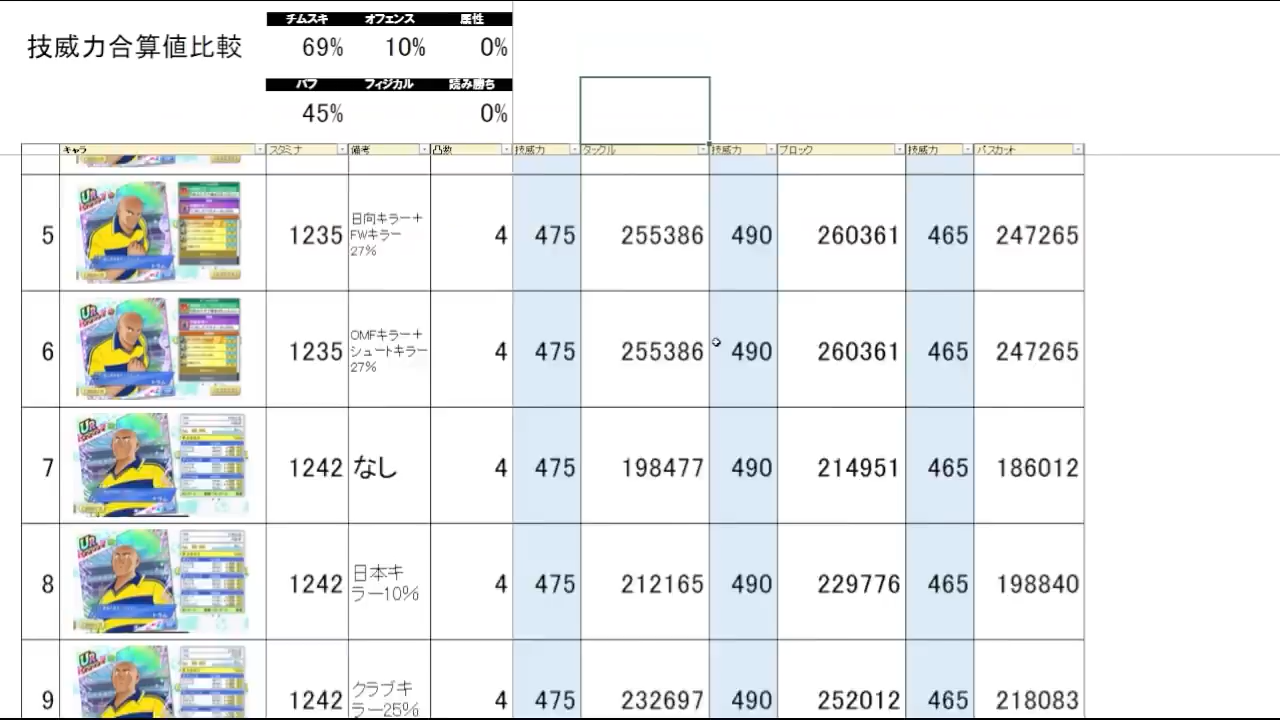 チムスキ オフェンス 属性
技威力合算値比較 69% 10% 0%
バフ フィジカル 読み勝ち
45% 0%
キャラ スタミナ 備考 凸数 技威力 タックル 技威力 ブロック 技威力 パスカット
5 1235 日向キラー+ 4 475 255386 490 260361 465 247265
FWキラー
27%
6 1235 OMFキラー+ 4 475 255386 490 260361 465 247265
シュートキラー
27%
7 1242 なし 4 475 198477 490 214951 465 186012
8 1242 日本キ 4 475 212165 490 229776 465 198840
ラー10%
9 1242 クラブキ 4 475 232697 490 252012 465 218083
ラー25%